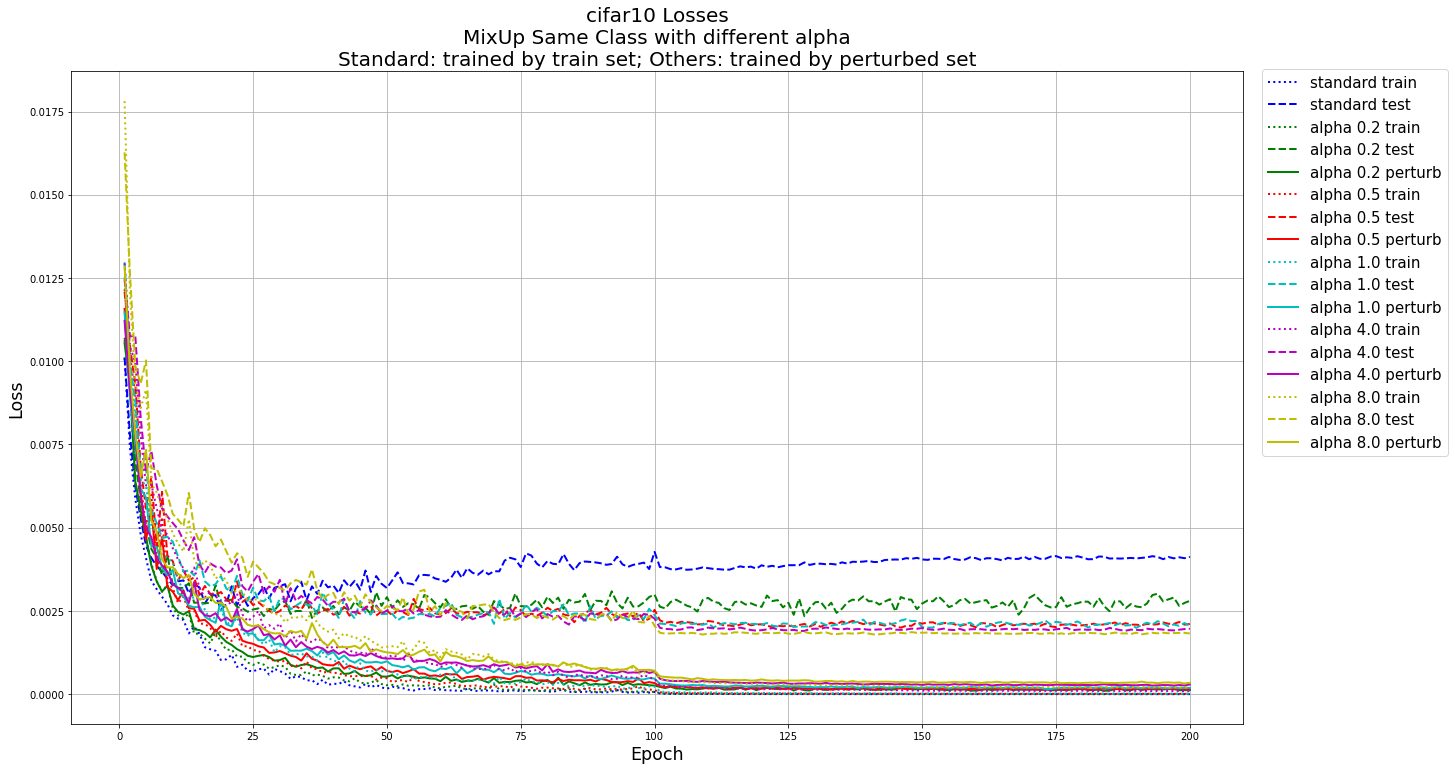 cifar10 Losses
MixUp Same Class with different alpha
Standard: trained by train set; Others: trained by perturbed set
Loss
0.0175
0.0150
0.0125
0.0100
0.0075
0.0050
0.0025
0.0000
0
25
50
75
100
125
150
175
200
Epoch
standard train
standard test
alpha 0.2 train
alpha 0.2 test
alpha 0.2 perturb
alpha 0.5 train
alpha 0.5 test
alpha 0.5 perturb
alpha 1.0 train
alpha 1.0 test
alpha 1.0 perturb
alpha 4.0 train
alpha 4.0 test
alpha 4.0 perturb
alpha 8.0 train
alpha 8.0 test
alpha 8.0 perturb